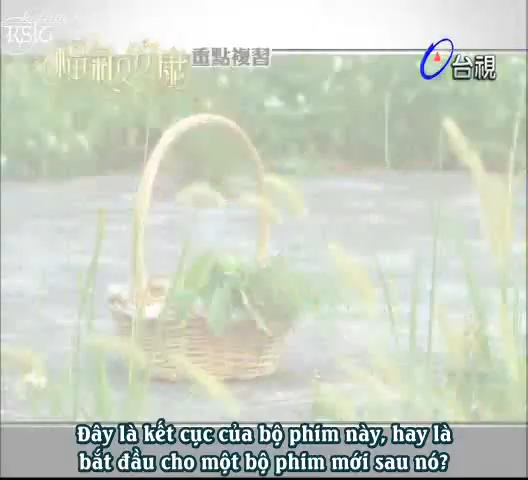 RSIG
重點複習
台視
Đây là kết cục của bộ phim này, hay là
bắt đầu cho một bộ phim mới sau nó?